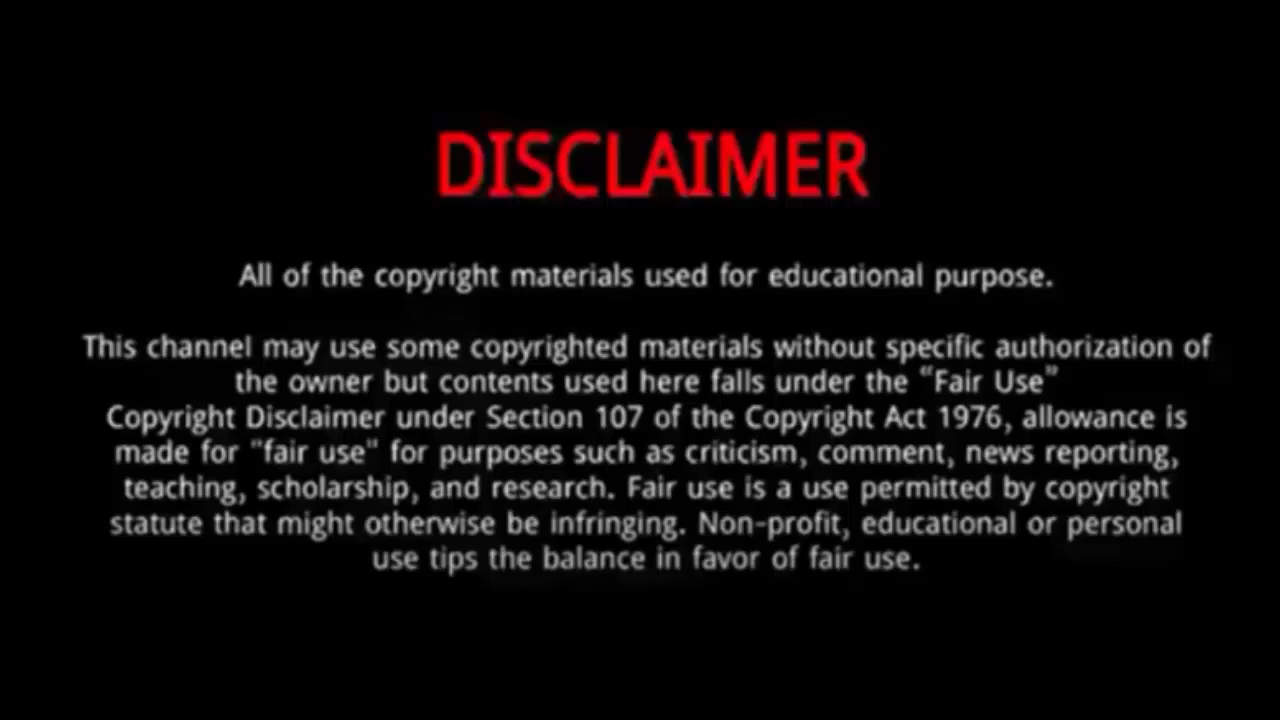 DISCLAIMER
All of the copyright materials used for educational purpose.
This channel may use some copyrighted materials without specific authorization of
the owner but contents used here falls under the “Fair Use”
Copyright Disclaimer under Section 107 of the Copyright Act 1976, allowance is
made for "fair use" for purposes such as criticism, comment, news reporting,
teaching, scholarship, and research. Fair use is a use permitted by copyright
statute that might otherwise be infringing. Non-profit, educational or personal
use tips the balance in favor of fair use.